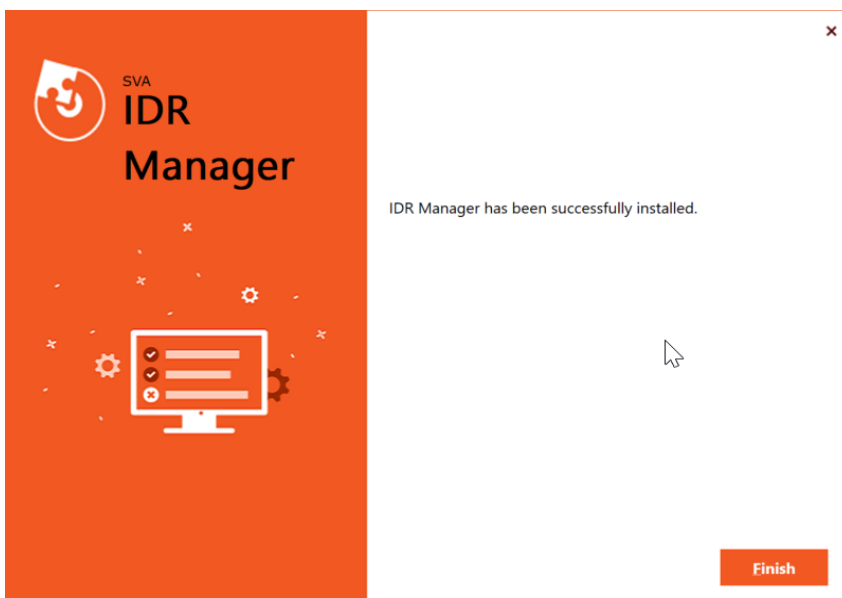 SVA
IDR
Manager
IDR Manager has been successfully installed.
Finish